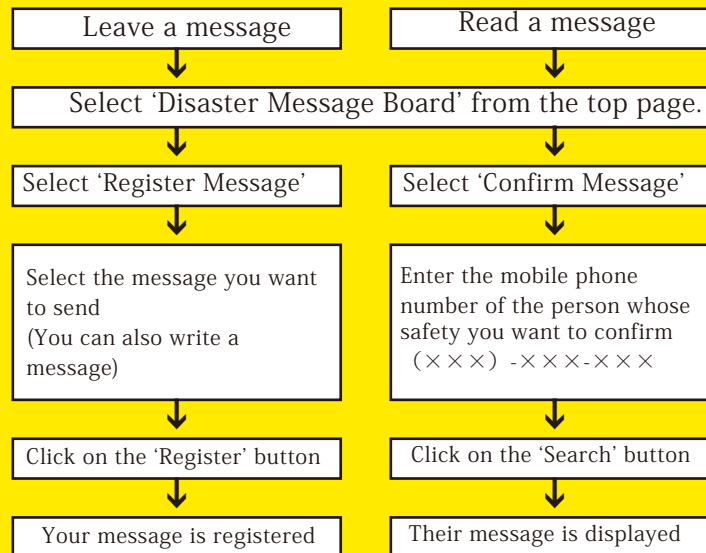 Leave a message
Read a message
Select ‘Disaster Message Board’ from the top page.
Select ‘Register Message’
Select ‘Confirm Message’
Select the message you want
to send
(You can also write a
message)
Enter the mobile phone
number of the person whose
safety you want to confirm
(×××) -×××-×××
Click on the ‘Register’ button
Click on the ‘Search’ button
Your message is registered
Their message is displayed